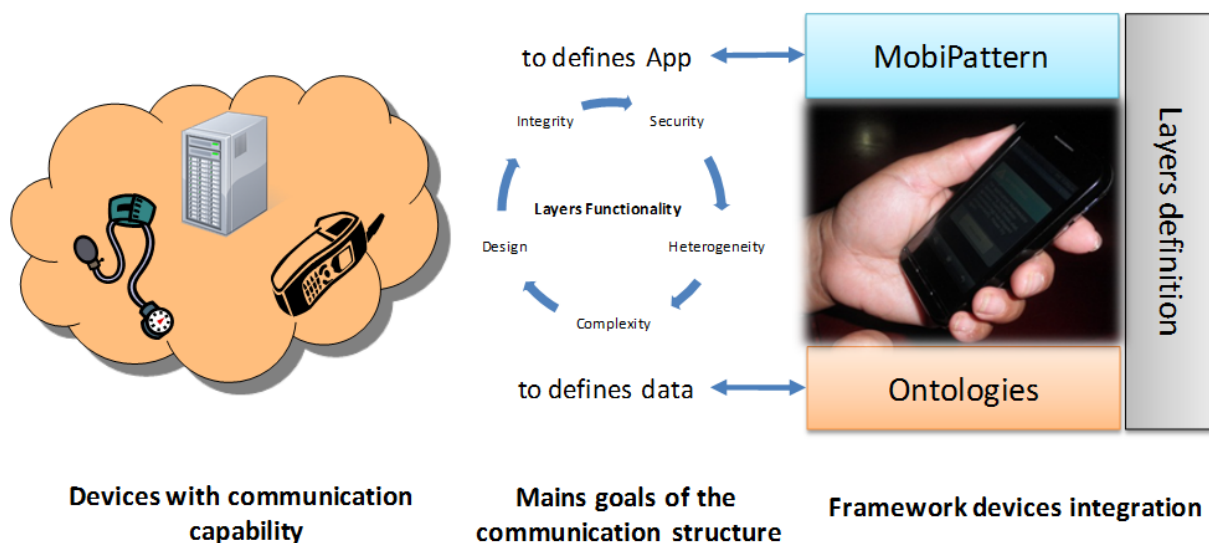 to defines App
MobiPattern
Integrity
Security
Layers Functionality
Design
Heterogeneity
Complexity
to defines data
Ontologies
Layers definition
Devices with communication
capability
Mains goals of the
communication structure
Framework devices integration